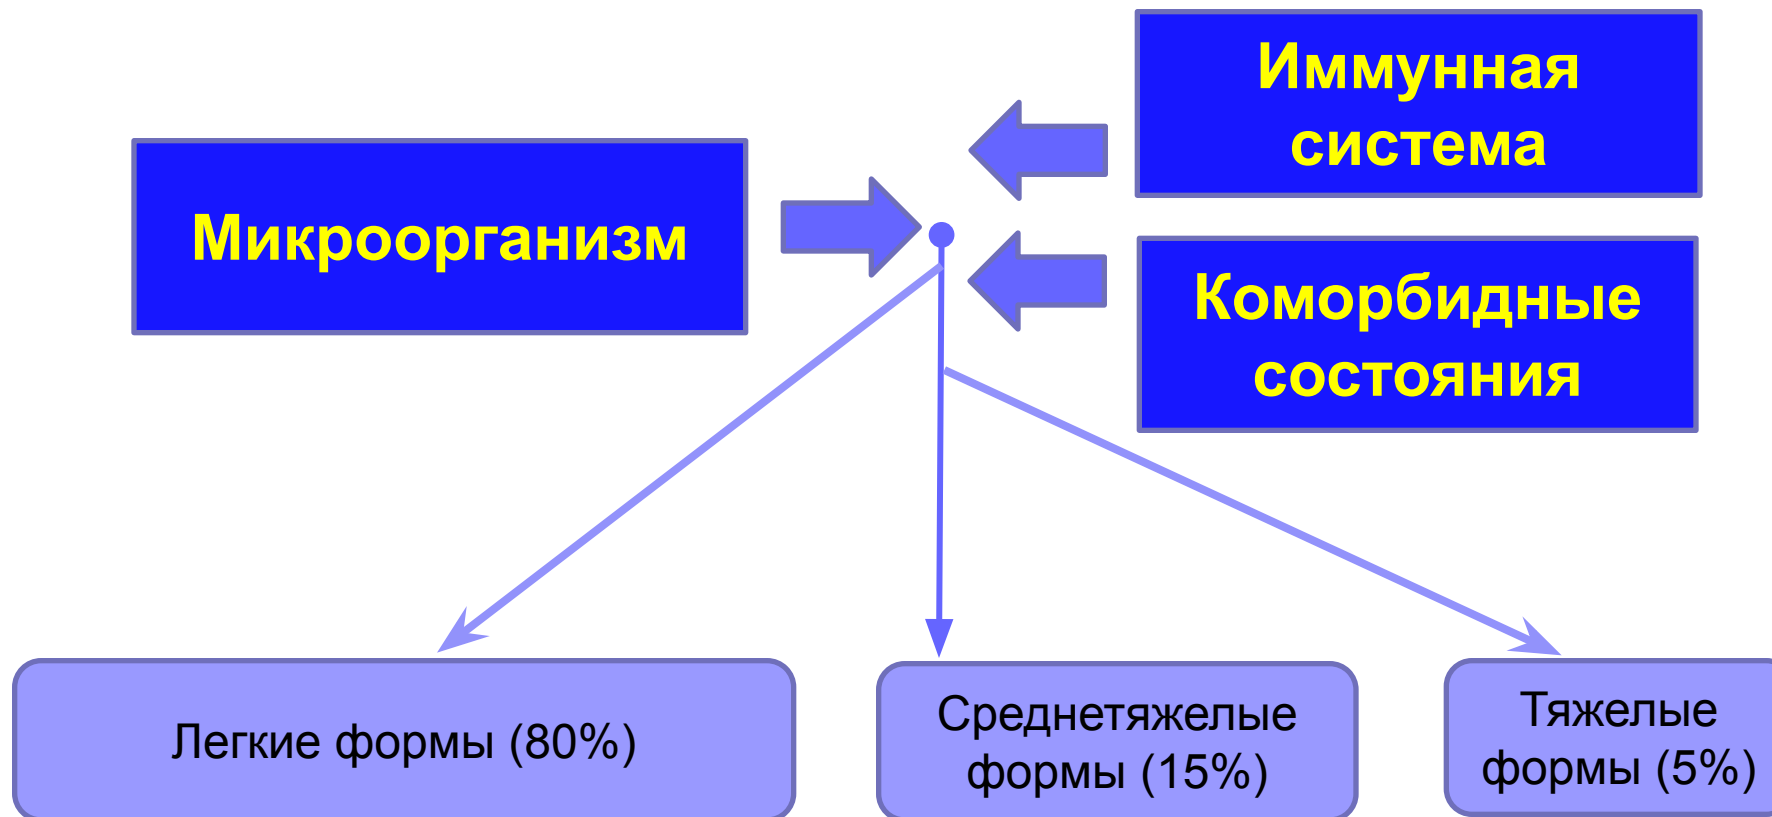 Иммунная
система
Микроорганизм
Коморбидные
состояния
Легкие формы (80%)
Среднетяжелые
формы (15%)
Тяжелые
формы (5%)